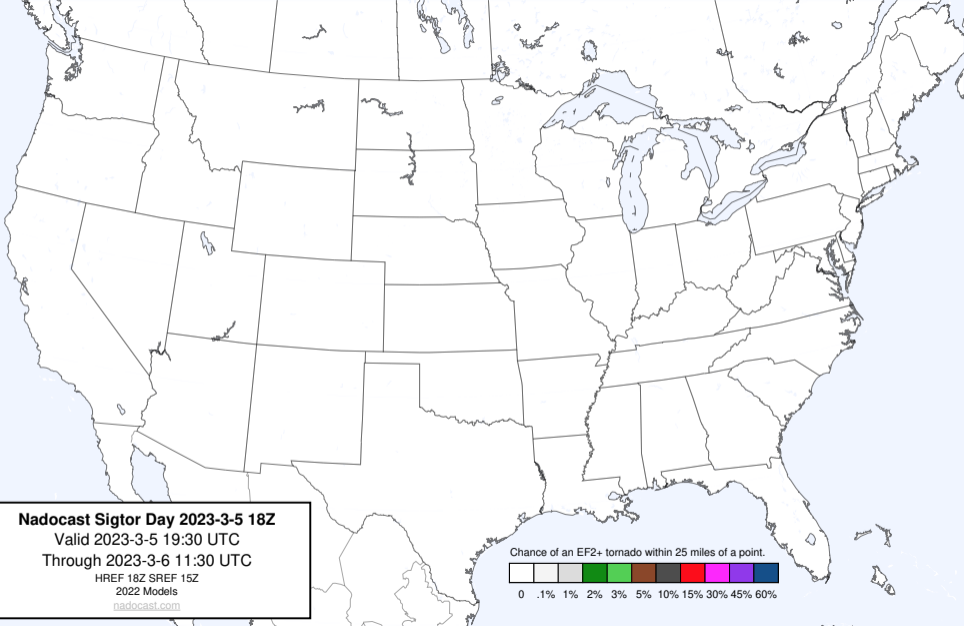 Nadocast Sigtor Day 2023-3-5 18Z
Valid 2023-3-5 19:30 UTC
Through 2023-3-6 11:30 UTC
HREF 18Z SREF 15Z
2022 Models
nadocast.com
Chance of an EF2+ tornado within 25 miles of a point.
0 .1% 1% 2% 3% 5% 10% 15% 30% 45% 60%